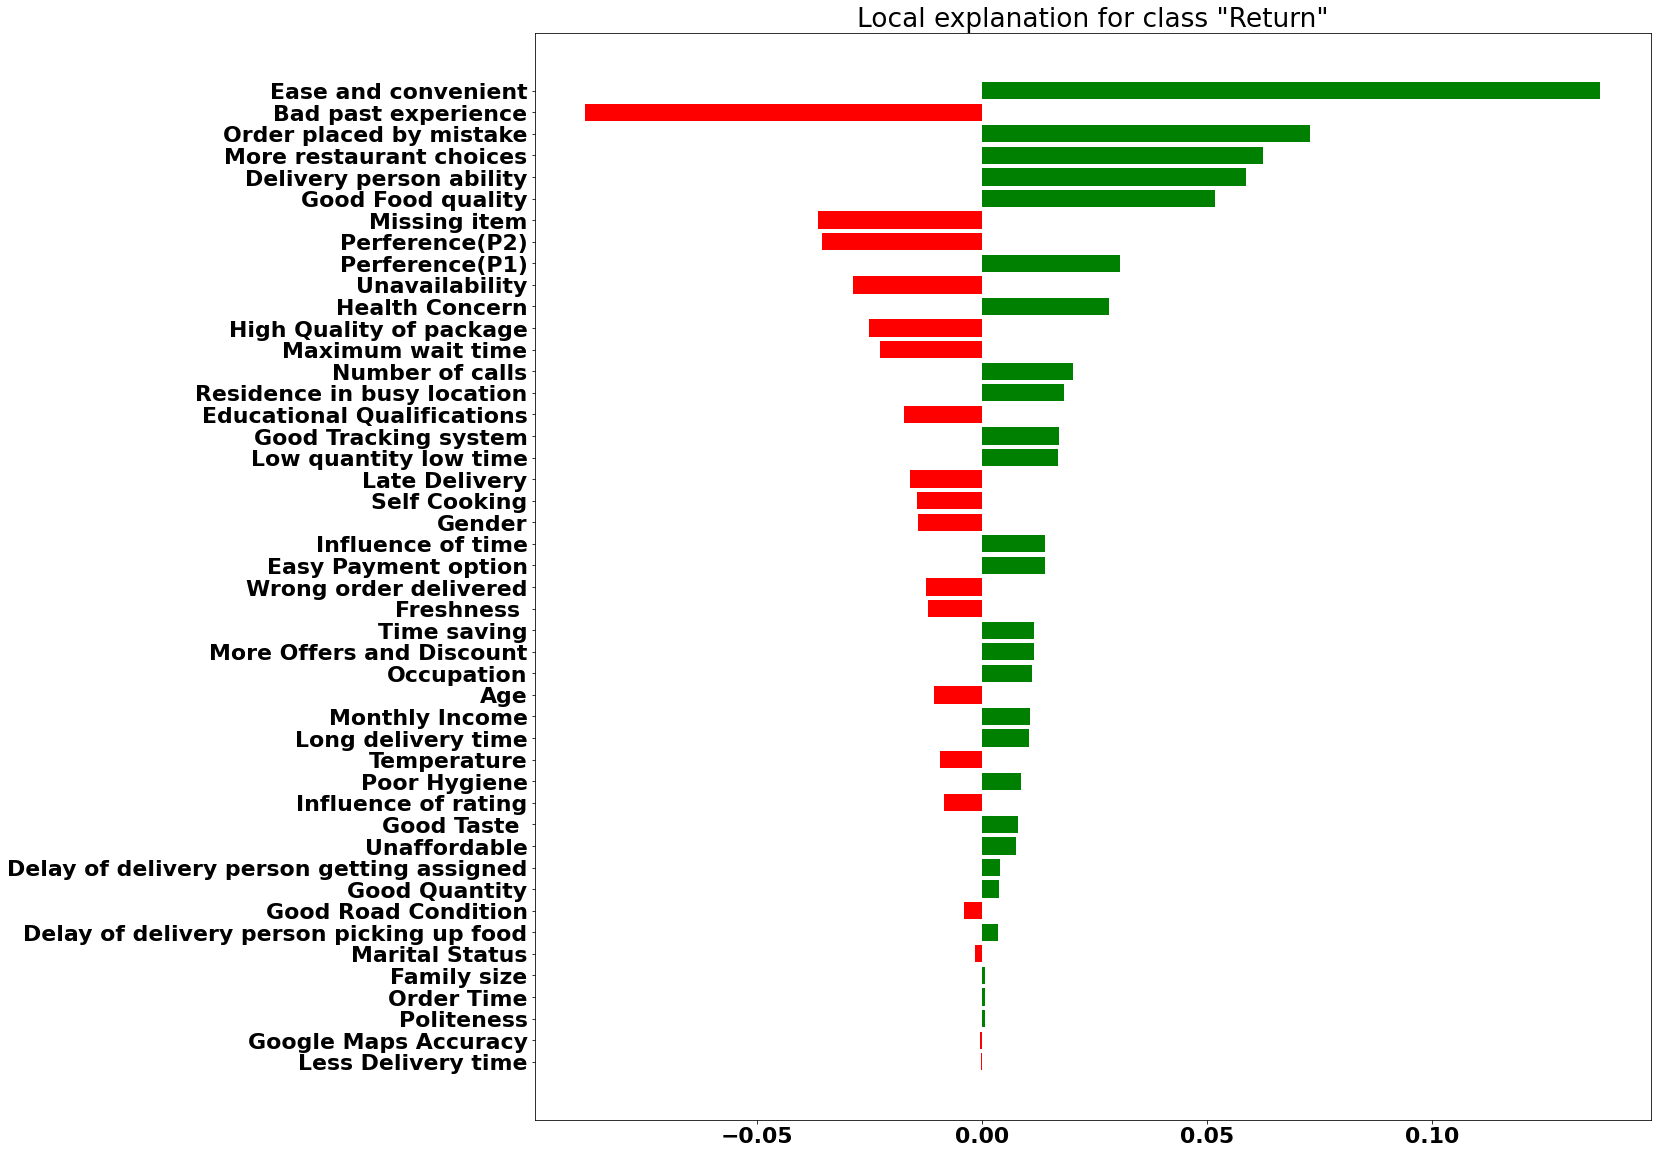 Local explanation for class "Return"
Ease and convenient
Bad past experience
Order placed by mistake
More restaurant choices
Delivery person ability
Good Food quality
Missing item
Perference(P2)
Perference(P1)
Unavailability
Health Concern
High Quality of package
Maximum wait time
Number of calls
Residence in busy location
Educational Qualifications
Good Tracking system
Low quantity low time
Late Delivery
Self Cooking
Gender
Influence of time
Easy Payment option
Wrong order delivered
Freshness
Time saving
More Offers and Discount
Occupation
Age
Monthly Income
Long delivery time
Temperature
Poor Hygiene
Influence of rating
Good Taste
Unaffordable
Delay of delivery person getting assigned
Good Quantity
Good Road Condition
Delay of delivery person picking up food
Marital Status
Family size
Order Time
Politeness
Google Maps Accuracy
Less Delivery time
−0.05 0.00 0.05 0.10